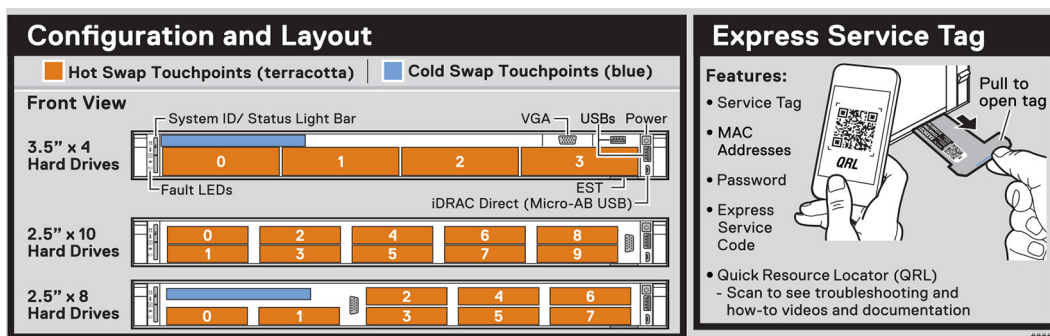 Configuration and Layout
Hot Swap Touchpoints (terracotta)
Cold Swap Touchpoints (blue)
Front View
System ID/ Status Light Bar
VGA
USBs
Power
3.5” x 4
Hard Drives
0
1
2
3
Fault LEDs
EST
iDRAC Direct (Micro-AB USB)
2.5” x 10
Hard Drives
0
2
4
6
8
1
3
5
7
9
2.5” x 8
Hard Drives
2
4
6
0
1
3
5
7
Express Service Tag
Features:
• Service Tag
• MAC
Addresses
• Password
• Express
Service
Code
• Quick Resource Locator (QRL)
- Scan to see troubleshooting and
how-to videos and documentation
QRL
Pull to
open tag